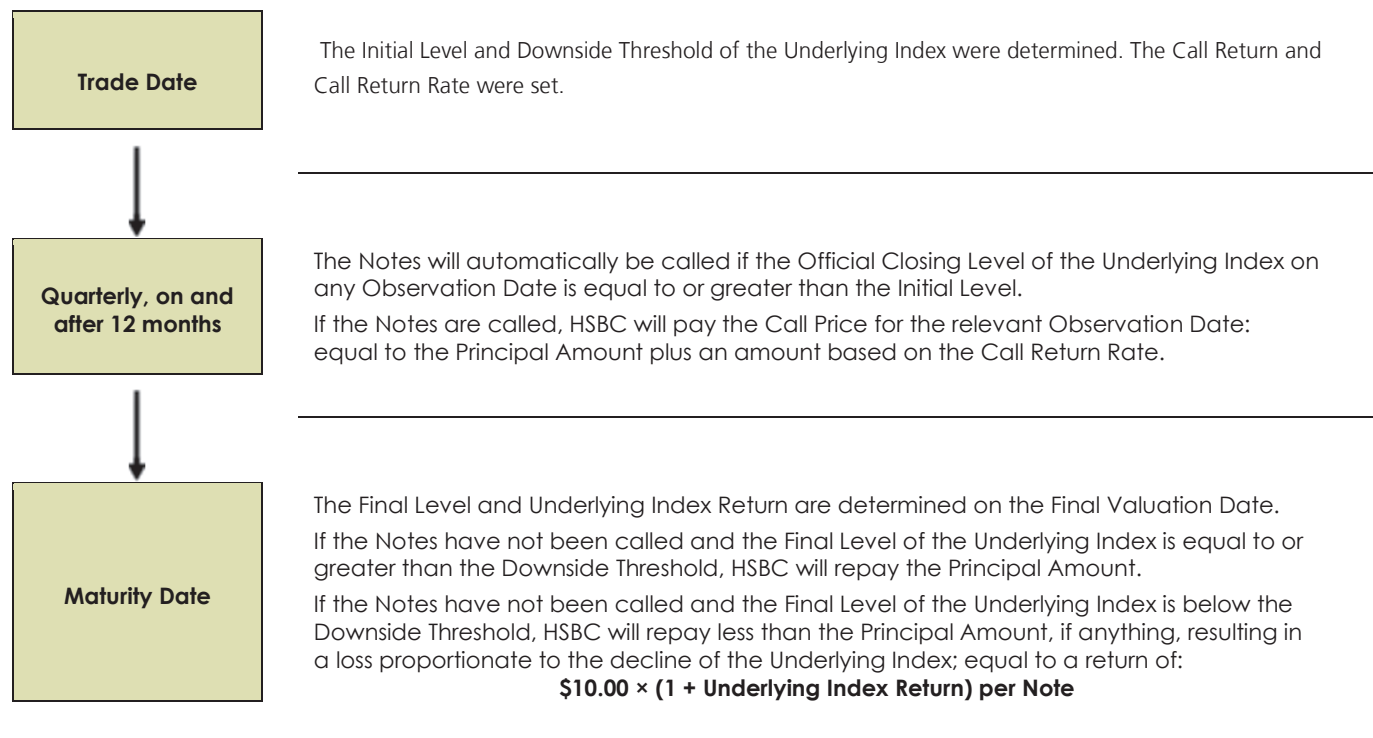 Trade Date
The Initial Level and Downside Threshold of the Underlying Index were determined. The Call Return and
Call Return Rate were set.
Quarterly, on and
after 12 months
The Notes will automatically be called if the Official Closing Level of the Underlying Index on
any Observation Date is equal to or greater than the Initial Level.
If the Notes are called, HSBC will pay the Call Price for the relevant Observation Date:
equal to the Principal Amount plus an amount based on the Call Return Rate.
Maturity Date
The Final Level and Underlying Index Return are determined on the Final Valuation Date.
If the Notes have not been called and the Final Level of the Underlying Index is equal to or
greater than the Downside Threshold, HSBC will repay the Principal Amount.
If the Notes have not been called and the Final Level of the Underlying Index is below the
Downside Threshold, HSBC will repay less than the Principal Amount, if anything, resulting in
a loss proportionate to the decline of the Underlying Index; equal to a return of:
$10.00 × (1 + Underlying Index Return) per Note